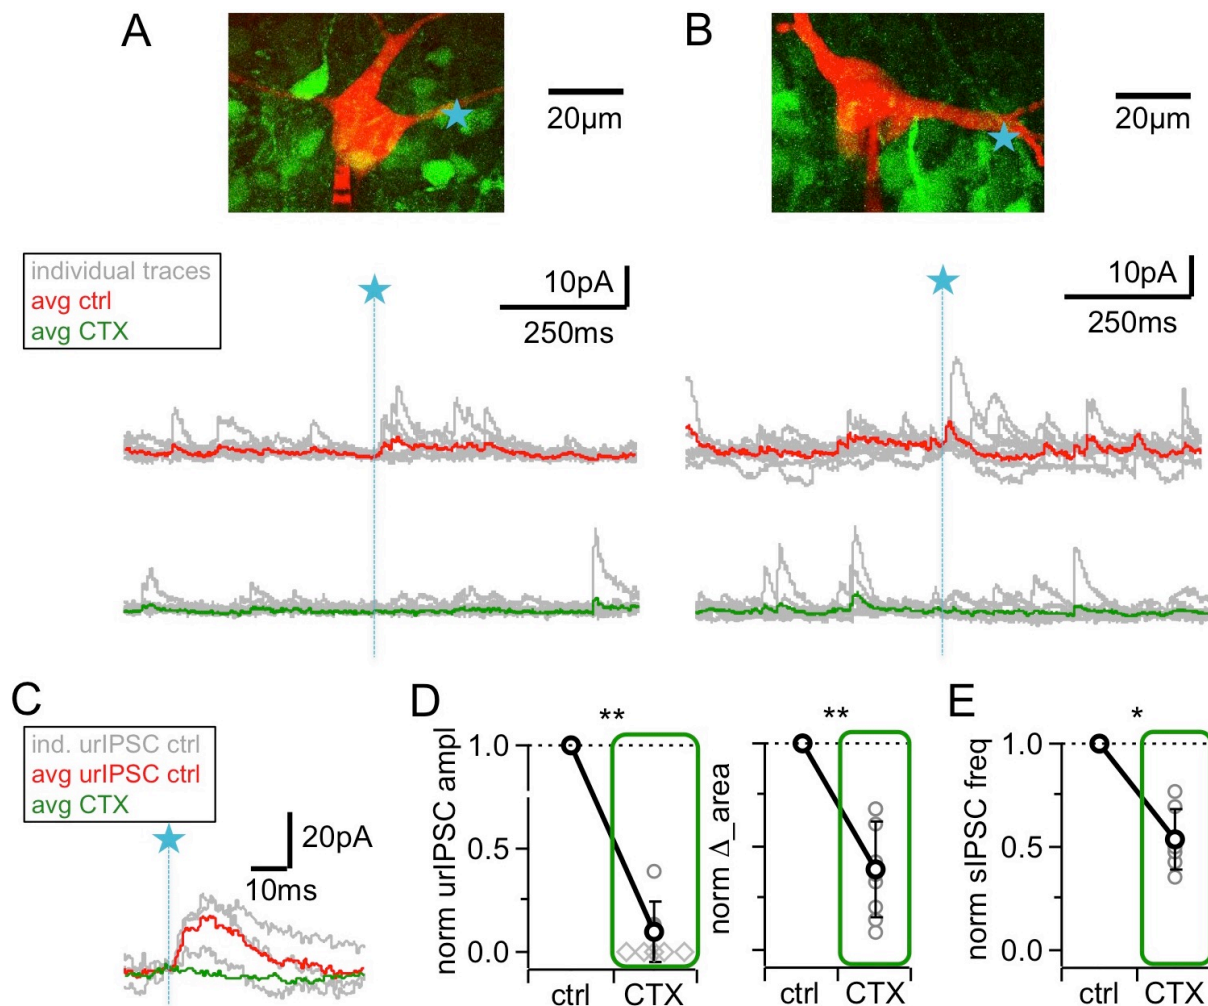 A
B
20µm
20µm
individual traces
avg ctrl
avg CTX
10pA
250ms
10pA
250ms
C
ind. urIPSC ctrl
avg urIPSC ctrl
avg CTX
20pA
10ms
D
norm urIPSC ampl
**
1.0
0.5
0.0
ctrl
CTX
norm Δ_area
**
ctrl
CTX
E
norm sIPSC freq
*
1.0
0.5
0.0
ctrl
CTX